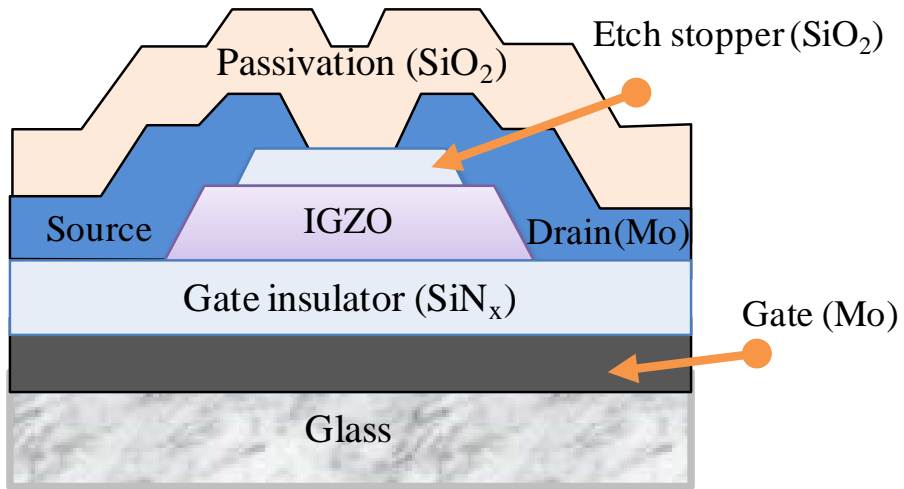 Etch stopper (SiO₂)
Passivation (SiO₂)
Source
IGZO
Drain(Mo)
Gate insulator (SiNₓ)
Gate (Mo)
Glass